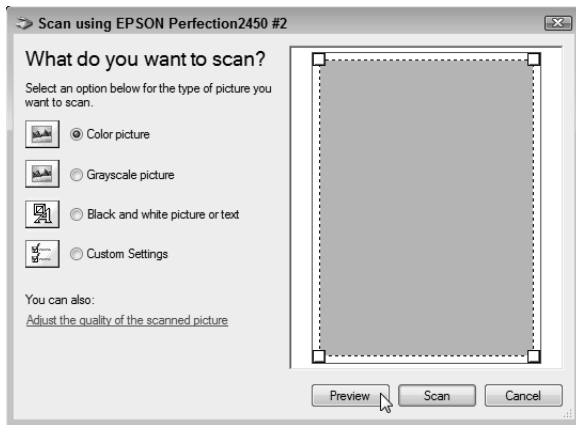 Scan using EPSON Perfection2450 #2
What do you want to scan?
Select an option below for the type of picture you
want to scan.
Color picture
Grayscale picture
Black and white picture or text
Custom Settings
You can also:
Adjust the quality of the scanned picture
Preview Scan Cancel